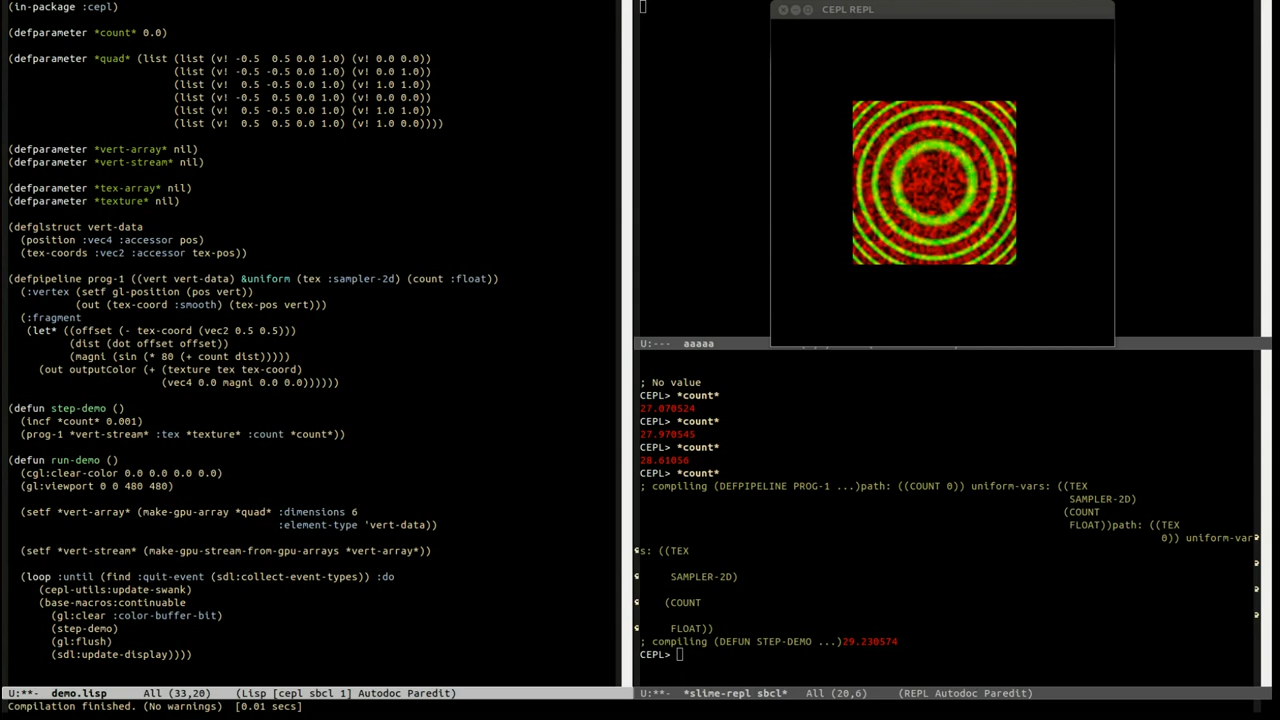 (in-package :cepl)
(defparameter *count* 0.0)
(defparameter *quad* (list (list (v! -0.5  0.5 0.0 1.0) (v! 0.0 0.0))
(list (v! -0.5 -0.5 0.0 1.0) (v! 0.0 1.0))
(list (v!  0.5 -0.5 0.0 1.0) (v! 1.0 1.0))
(list (v! -0.5  0.5 0.0 1.0) (v! 0.0 0.0))
(list (v!  0.5 -0.5 0.0 1.0) (v! 1.0 1.0))
(list (v!  0.5  0.5 0.0 1.0) (v! 1.0 0.0))))
(defparameter *vert-array* nil)
(defparameter *vert-stream* nil)
(defparameter *tex-array* nil)
(defparameter *texture* nil)
(defglstruct vert-data
(position :vec4 :accessor pos)
(tex-coords :vec2 :accessor tex-pos))
(defpipeline prog-1 ((vert vert-data) &uniform (tex :sampler-2d) (count :float))
(:vertex (setf gl-position (pos vert))
(out (tex-coord :smooth) (tex-pos vert)))
(:fragment
(let* ((offset (- tex-coord (vec2 0.5 0.5)))
(dist (dot offset offset))
(magni (sin (* 80 (+ count dist)))))
(out outputColor (+ (texture tex tex-coord)
(vec4 0.0 magni 0.0 0.0))))))
(defun step-demo ()
(incf *count* 0.001)
(prog-1 *vert-stream* :tex *texture* :count *count*))
(defun run-demo ()
(cgl:clear-color 0.0 0.0 0.0 0.0)
(gl:viewport 0 0 480 480)
(setf *vert-array* (make-gpu-array *quad* :dimensions 6
:element-type 'vert-data))
(setf *vert-stream* (make-gpu-stream-from-gpu-arrays *vert-array*))
(loop :until (find :quit-event (sdl:collect-event-types)) :do
(cepl-utils:update-swank)
(base-macros:continuable
(gl:clear :color-buffer-bit)
(step-demo)
(gl:flush)
(sdl:update-display))))
U:**-  demo.lisp      All (33,20)    (Lisp [cepl sbcl 1] Autodoc Paredit)
Compilation finished. (No warnings)  [0.01 secs]
CEPL REPL
U:---  aaaaa
; No value
CEPL> *count*
27.070524
CEPL> *count*
27.970545
CEPL> *count*
28.61056
CEPL> *count*
; compiling (DEFPIPELINE PROG-1 ...)path: ((COUNT 0)) uniform-vars: ((TEX
SAMPLER-2D)
(COUNT
FLOAT))path: ((TEX
0)) uniform-var
s: ((TEX
SAMPLER-2D)
(COUNT
FLOAT))
; compiling (DEFUN STEP-DEMO ...)29.230574
CEPL>
U:**-  *slime-repl sbcl*   All (20,6)     (REPL Autodoc Paredit)